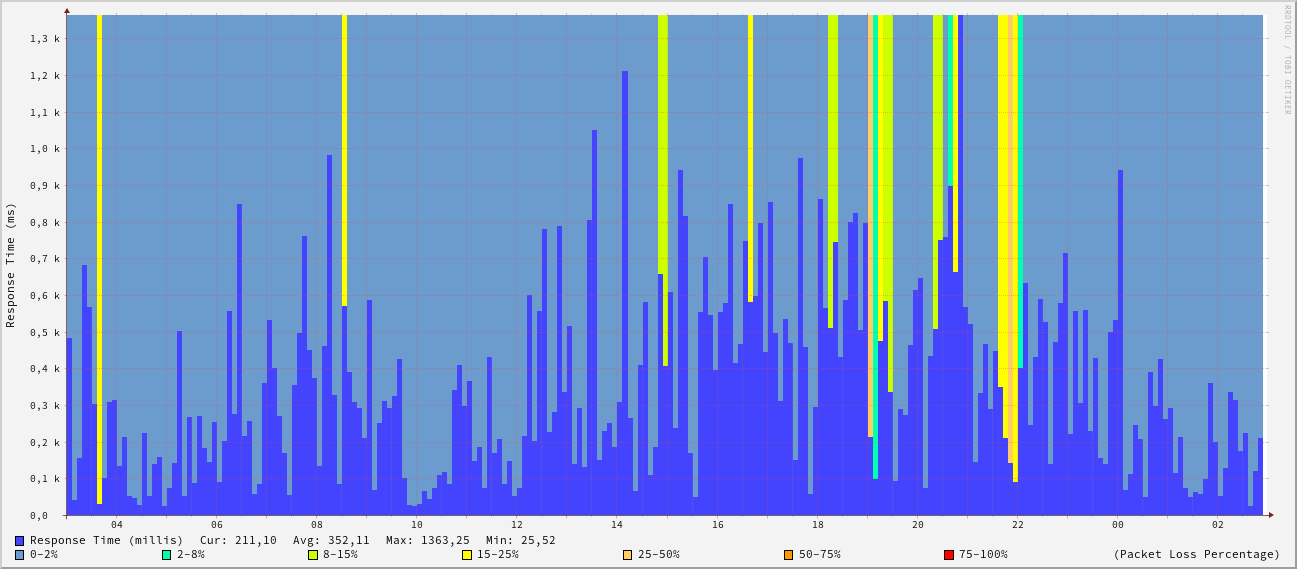 RRDTOOL / TOBI OETIKER
Response Time (ms)
1,3 k
1,2 k
1,1 k
1,0 k
0,9 k
0,8 k
0,7 k
0,6 k
0,5 k
0,4 k
0,3 k
0,2 k
0,1 k
0,0
04 06 08 10 12 14 16 18 20 22 00 02
Response Time (millis) Cur: 211,10 Avg: 352,11 Max: 1363,25 Min: 25,52
0-2% 2-8% 8-15% 15-25% 25-50% 50-75% 75-100% (Packet Loss Percentage)